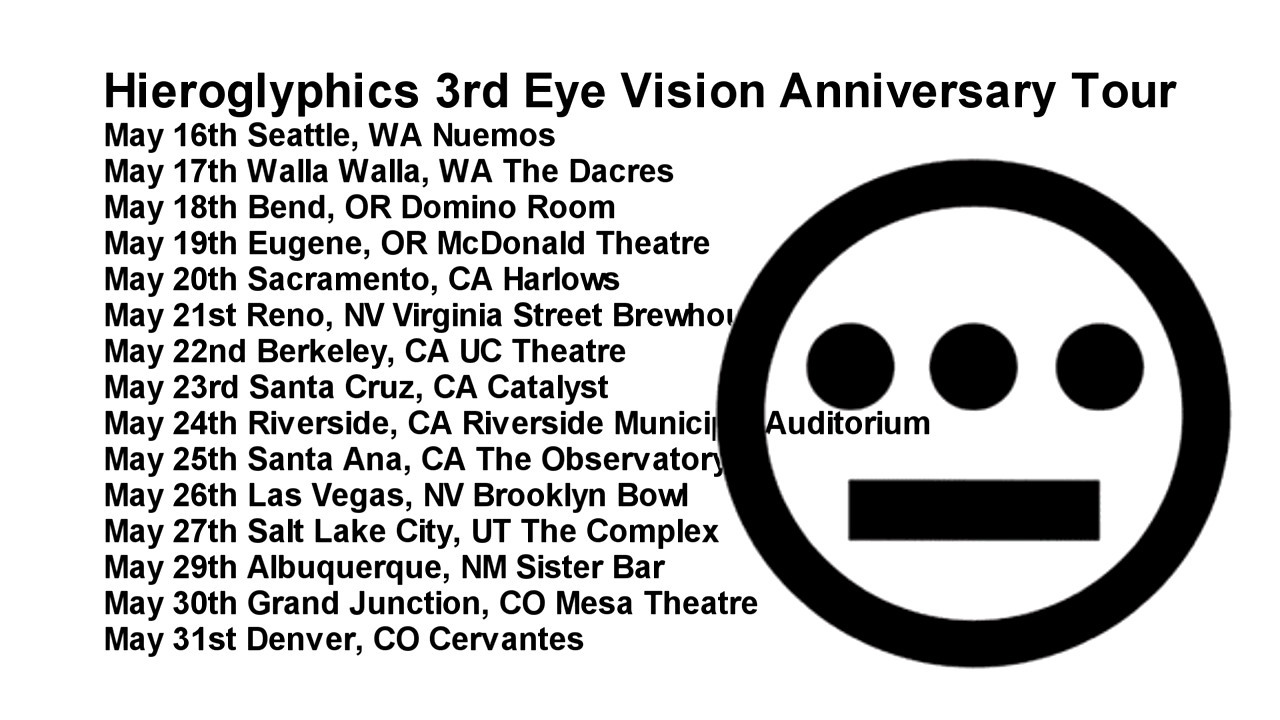 Hieroglyphics 3rd Eye Vision Anniversary Tour
May 16th Seattle, WA Nuemos
May 17th Walla Walla, WA The Dacres
May 18th Bend, OR Domino Room
May 19th Eugene, OR McDonald Theatre
May 20th Sacramento, CA Harlows
May 21st Reno, NV Virginia Street
May 22nd Berkeley, CA UC Theatre
May 23rd Santa Cruz, CA Catalyst
May 24th Riverside, CA Riverside Auditorium
May 25th Santa Ana, CA The Observatory
May 26th Las Vegas, NV Brooklyn Bowl
May 27th Salt Lake City, UT The Complex
May 29th Albuquerque, NM Sister Bar
May 30th Grand Junction, CO Mesa Theatre
May 31st Denver, CO Cervantes